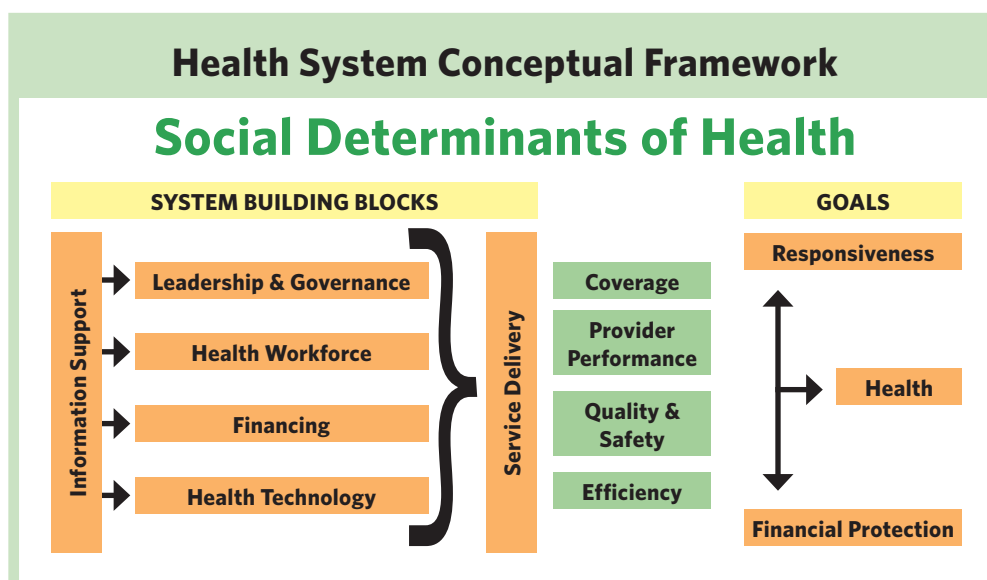 Health System Conceptual Framework
Social Determinants of Health
SYSTEM BUILDING BLOCKS
GOALS
Information Support
Leadership & Governance
Health Workforce
Financing
Health Technology
Service Delivery
Coverage
Provider
Performance
Quality &
Safety
Efficiency
Responsiveness
Health
Financial Protection